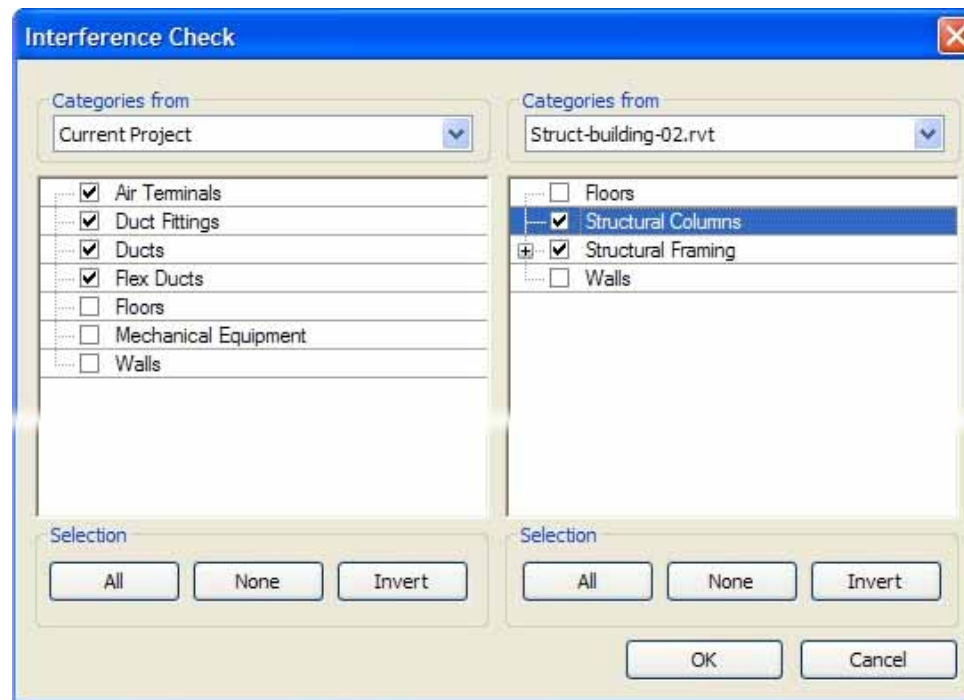 Interference Check
Categories from
Current Project
Air Terminals
Duct Fittings
Ducts
Flex Ducts
Floors
Mechanical Equipment
Walls
Selection
All None Invert
Categories from
Struct-building-02.rvt
Floors
Structural Columns
Structural Framing
Walls
Selection
All None Invert
OK Cancel